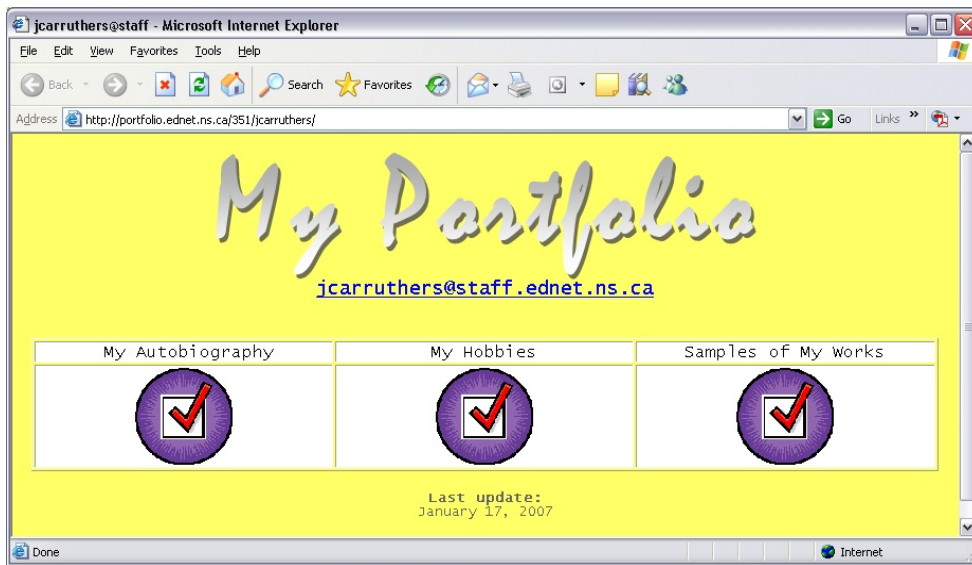 jcarruthers@staff - Microsoft Internet Explorer
File Edit View Favorites Tools Help
Back Search Favorites
Address http://portfolio.ednet.ns.ca/351/jcarruthers/ Go Links »
My Portfolio
jcarruthers@staff.ednet.ns.ca
My Autobiography My Hobbies Samples of My Works
Last update:
January 17, 2007
Done Internet